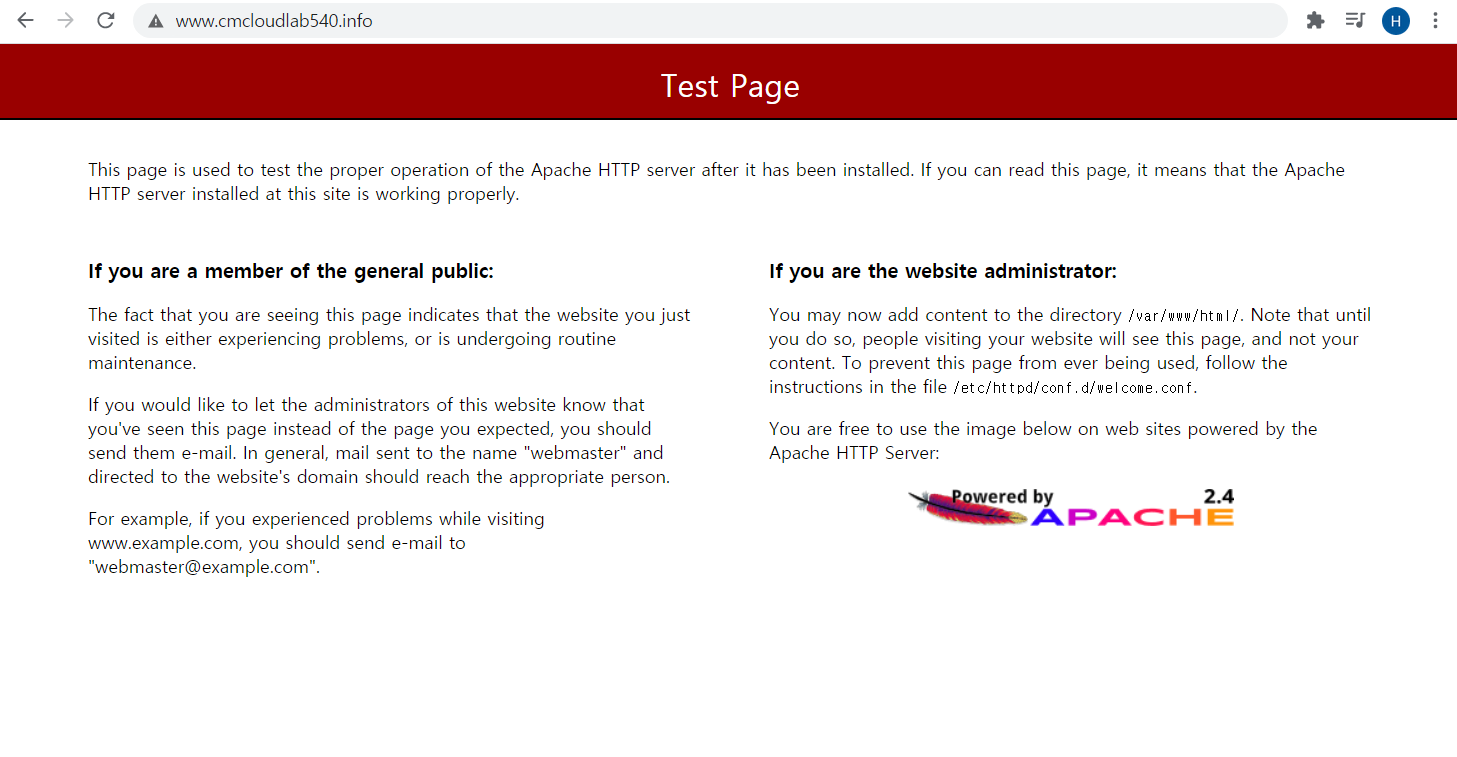 www.cmcloudlab540.info
H
Test Page
This page is used to test the proper operation of the Apache HTTP server after it has been installed. If you can read this page, it means that the Apache
HTTP server installed at this site is working properly.
If you are a member of the general public:
The fact that you are seeing this page indicates that the website you just
visited is either experiencing problems, or is undergoing routine
maintenance.
If you would like to let the administrators of this website know that
you've seen this page instead of the page you expected, you should
send them e-mail. In general, mail sent to the name "webmaster" and
directed to the website's domain should reach the appropriate person.
For example, if you experienced problems while visiting
www.example.com, you should send e-mail to
"webmaster@example.com".
If you are the website administrator:
You may now add content to the directory /var/www/html/. Note that until
you do so, people visiting your website will see this page, and not your
content. To prevent this page from ever being used, follow the
instructions in the file /etc/httpd/conf.d/welcome.conf.
You are free to use the image below on web sites powered by the
Apache HTTP Server:
Powered by 2.4
APACHE